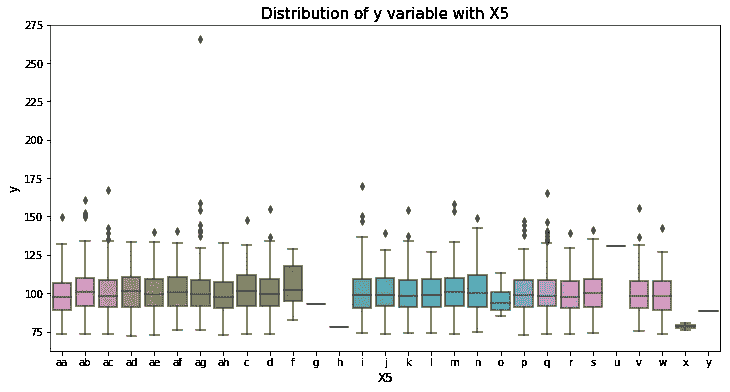 Distribution of y variable with X5
275
250
225
200
175
150
125
100
75
y
aa ab ac ad ae af ag ah c d f g h i j k l m n o p q r s u v w x y
X5